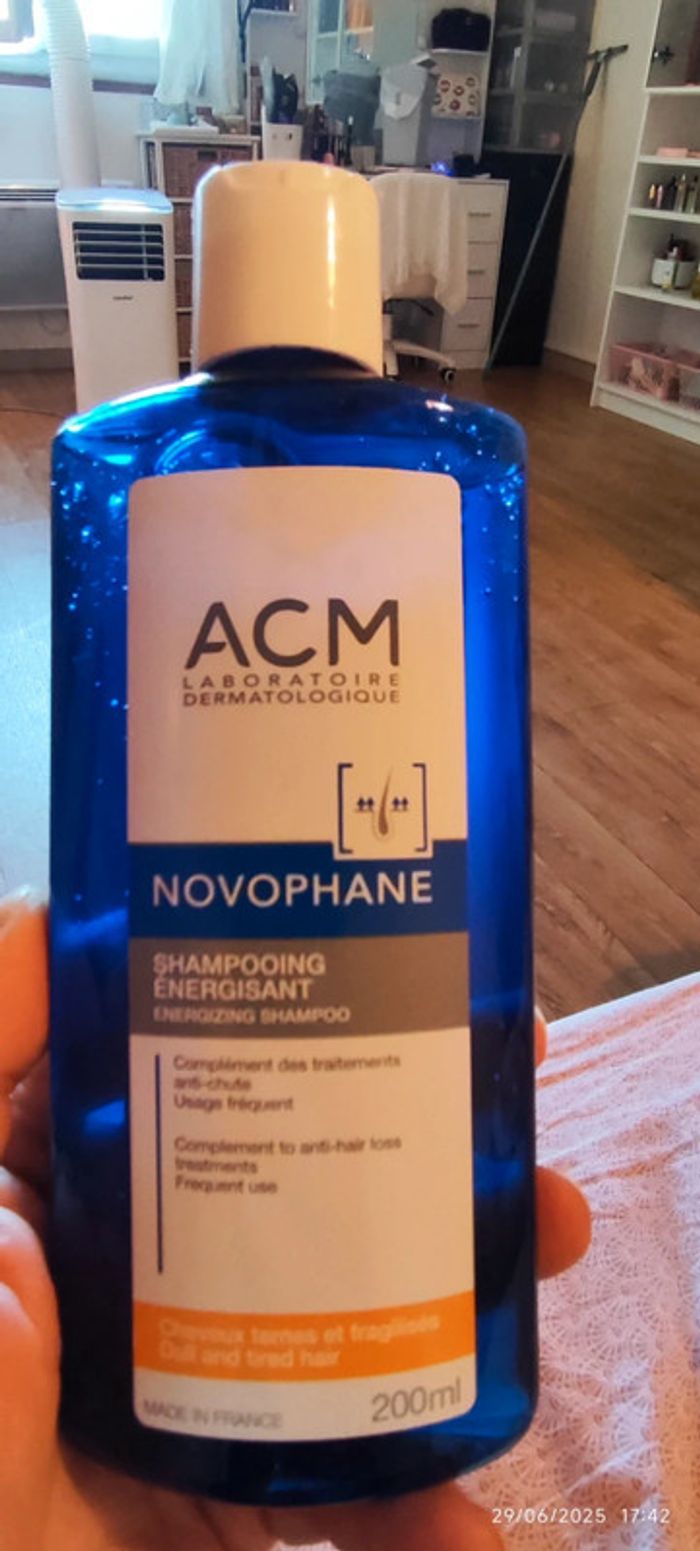 ACM
LABORATOIRE
DERMATOLOGIQUE
NOVOPHANE
SHAMPOOING
ÉNERGISANT
ENERGIZING SHAMPOO
Complément des traitements
anti-chute
Usage fréquent
Complement to anti-hair loss
treatments
Frequent use
Cheveux ternes et fragilisés
Dull and tired hair
MADE IN FRANCE
200ml
29/06/2025 17:42